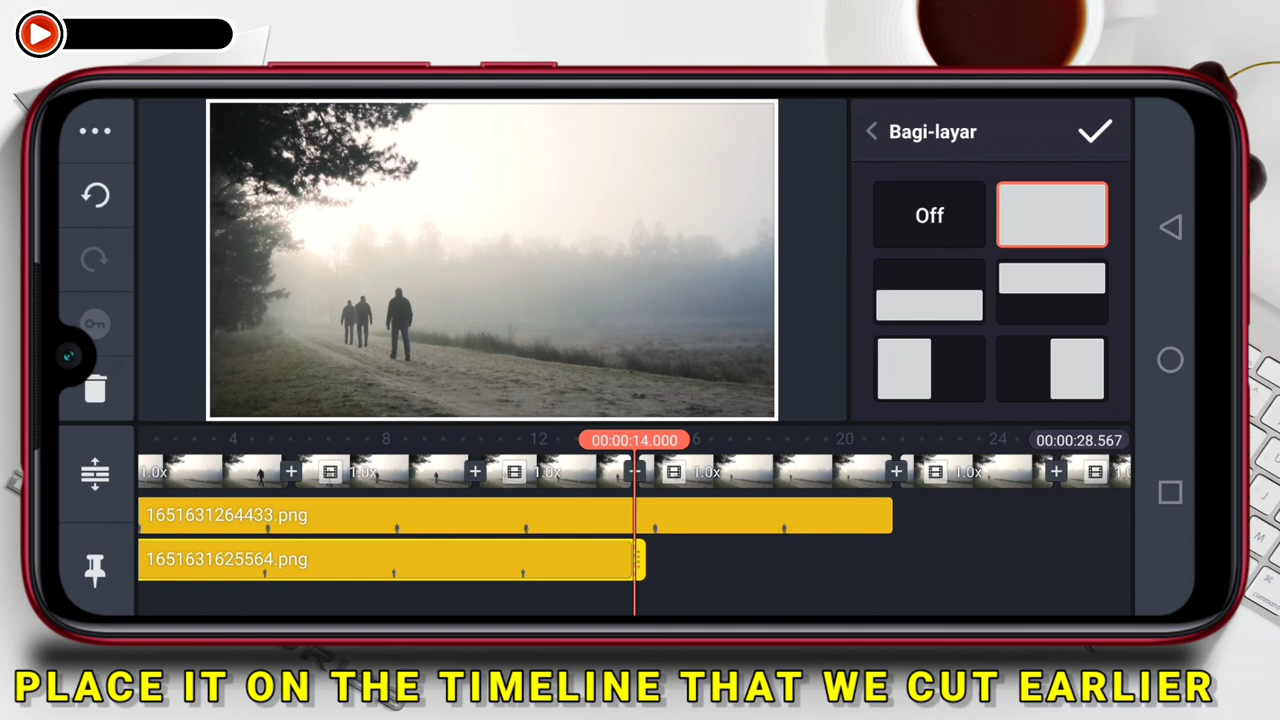 Bagi-layar
Off
4 8 12 00:00:14.000 6 20 24 00:00:28.567
1.0x 1.0x 1.0x 1.0x 1.0x
1651631264433.png
1651631625564.png
PLACE IT ON THE TIMELINE THAT WE CUT EARLIER